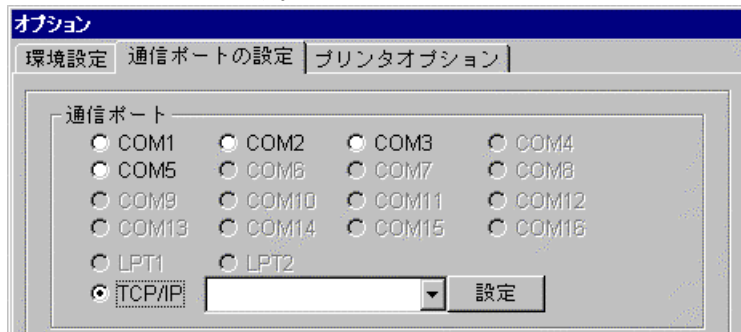 オプション
環境設定 通信ポートの設定 プリンタオプション
通信ポート
COM1 COM2 COM3 COM4
COM5 COM6 COM7 COM8
COM9 COM10 COM11 COM12
COM13 COM14 COM15 COM16
LPT1 LPT2
TCP/IP 設定